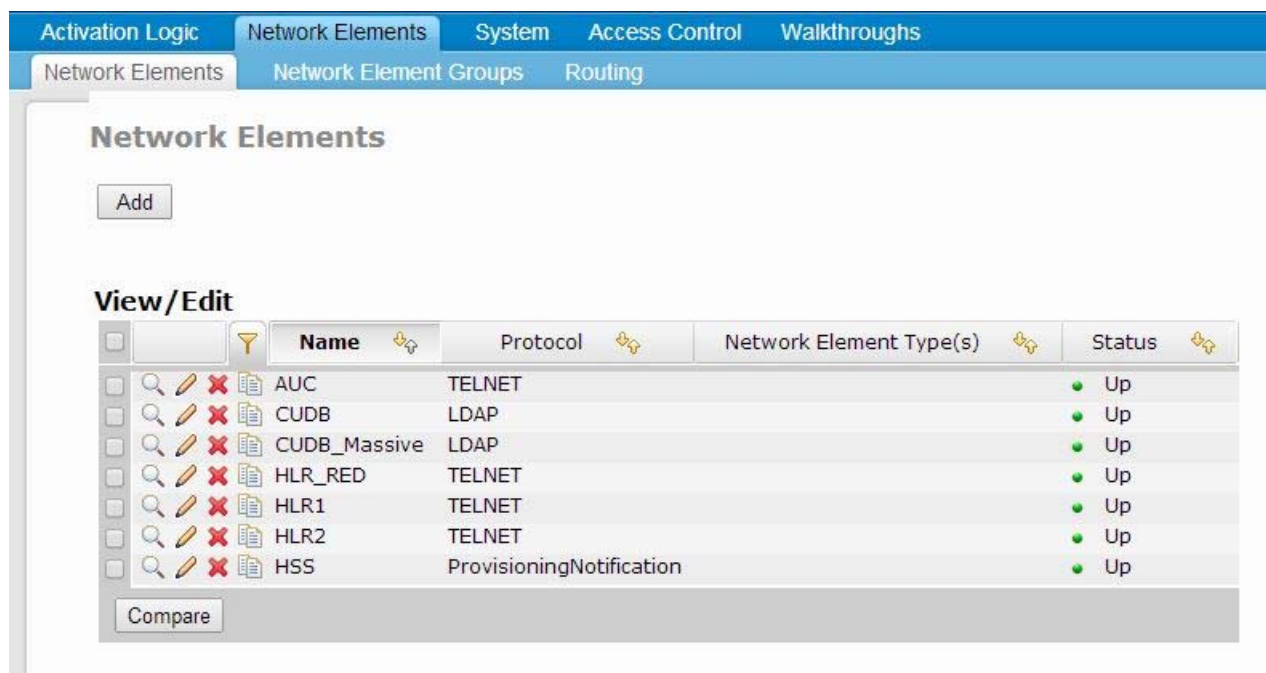 Activation Logic Network Elements System Access Control Walkthroughs
Network Elements Network Element Groups Routing
Network Elements
Add
View/Edit
Name Protocol Network Element Type(s) Status
AUC TELNET Up
CUDB LDAP Up
CUDB_Massive LDAP Up
HLR_RED TELNET Up
HLR1 TELNET Up
HLR2 TELNET Up
HSS ProvisioningNotification Up
Compare